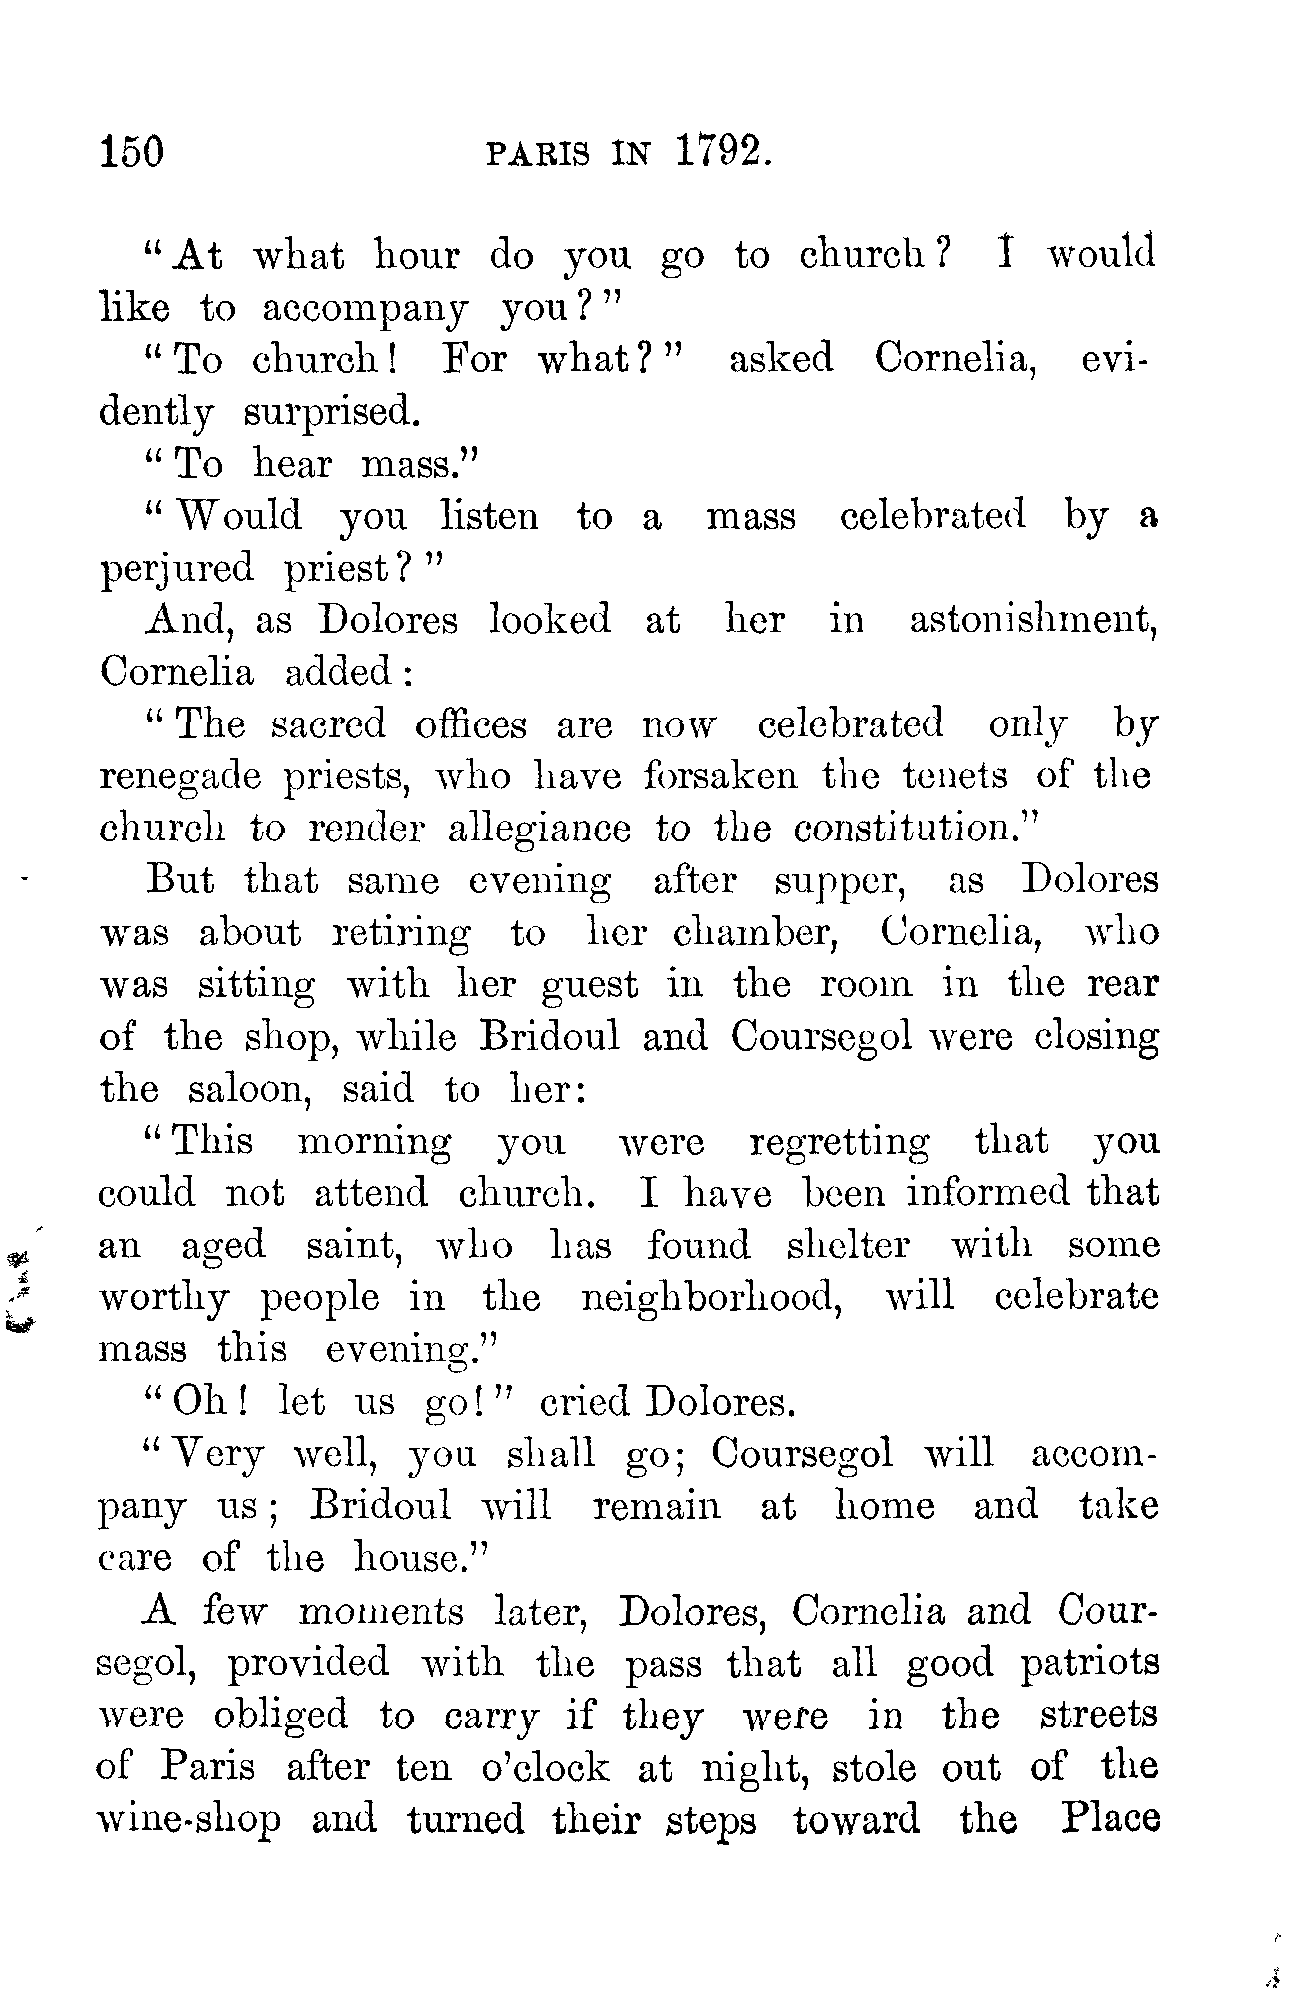 150 PARIS IN 1792.
"At what hour do you go to church? I would
like to accompany you?"
"To church! For what?" asked Cornelia, evi-
dently surprised.
"To hear mass."
"Would you listen to a mass celebrated by a
perjured priest?"
And, as Dolores looked at her in astonishment,
Cornelia added:
"The sacred offices are now celebrated only by
renegade priests, who have forsaken the tenets of the
church to render allegiance to the constitution."
But that same evening after supper, as Dolores
was about retiring to her chamber, Cornelia, who
was sitting with her guest in the room in the rear
of the shop, while Bridoul and Coursegol were closing
the saloon, said to her:
"This morning you were regretting that you
could not attend church. I have been informed that
an aged saint, who has found shelter with some
worthy people in the neighborhood, will celebrate
mass this evening."
"Oh! let us go!" cried Dolores.
"Very well, you shall go; Coursegol will accom-
pany us; Bridoul will remain at home and take
care of the house."
A few moments later, Dolores, Cornelia and Cour-
segol, provided with the pass that all good patriots
were obliged to carry if they were in the streets
of Paris after ten o'clock at night, stole out of the
wine-shop and turned their steps toward the Place